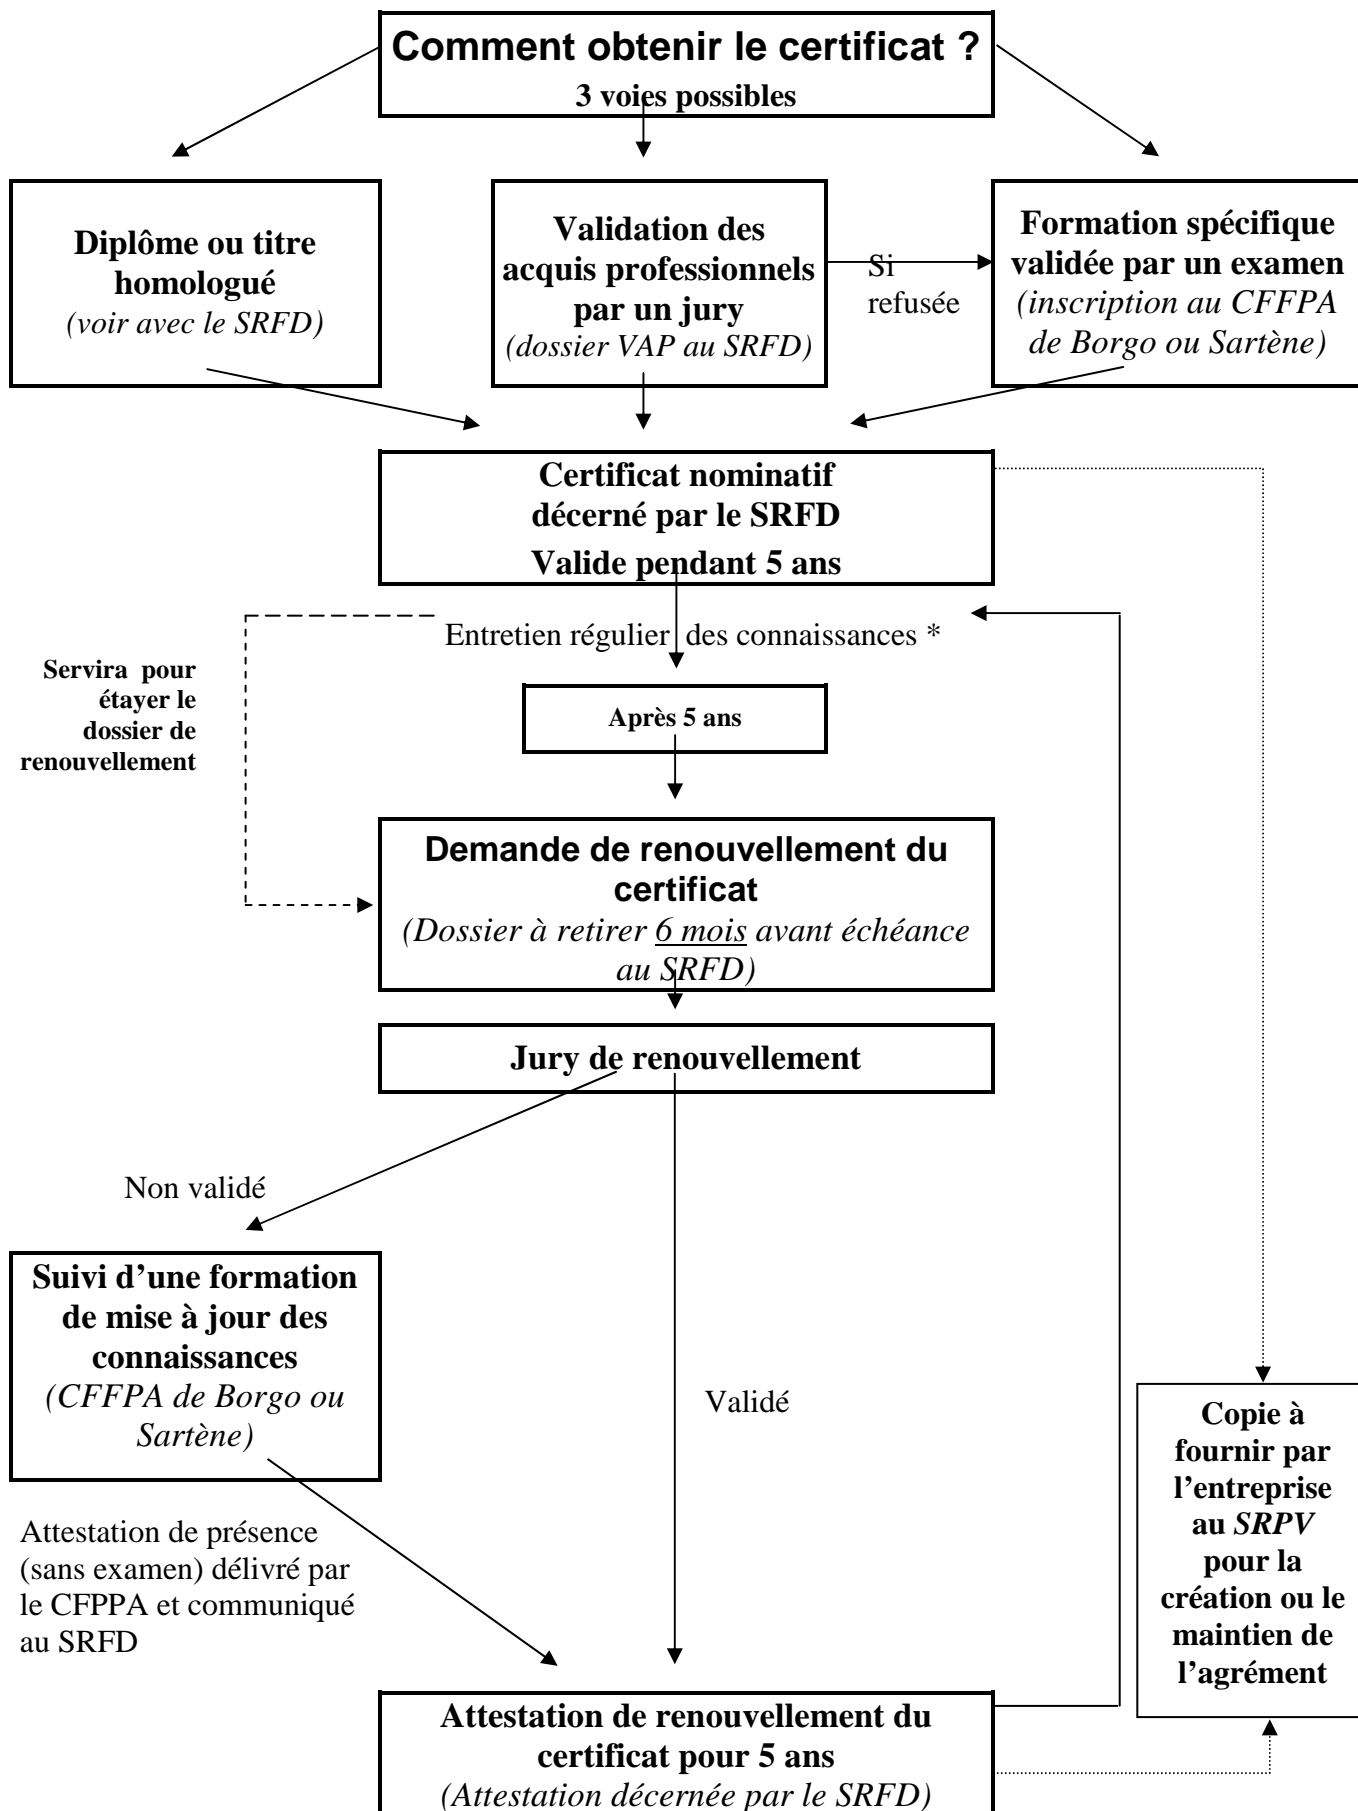 Comment obtenir le certificat ?
3 voies possibles
Diplôme ou titre
homologué
(voir avec le SRFD)
Validation des
acquis professionnels
par un jury
(dossier VAP au SRFD)
Si
refusée
Formation spécifique
validée par un examen
(inscription au CFFPA
de Borgo ou Sartène)
Certificat nominatif
décerné par le SRFD
Valide pendant 5 ans
Entretien régulier des connaissances *
Servira pour
étayer le
dossier de
renouvellement
Après 5 ans
Demande de renouvellement du
certificat
(Dossier à retirer 6 mois avant échéance
au SRFD)
Jury de renouvellement
Non validé
Suivi d’une formation
de mise à jour des
connaissances
(CFFPA de Borgo ou
Sartène)
Validé
Copie à
fournir par
l’entreprise
au SRPV
pour la
création ou le
maintien de
l’agrément
Attestation de présence
(sans examen) délivré par
le CFPPA et communiqué
au SRFD
Attestation de renouvellement du
certificat pour 5 ans
(Attestation décernée par le SRFD)